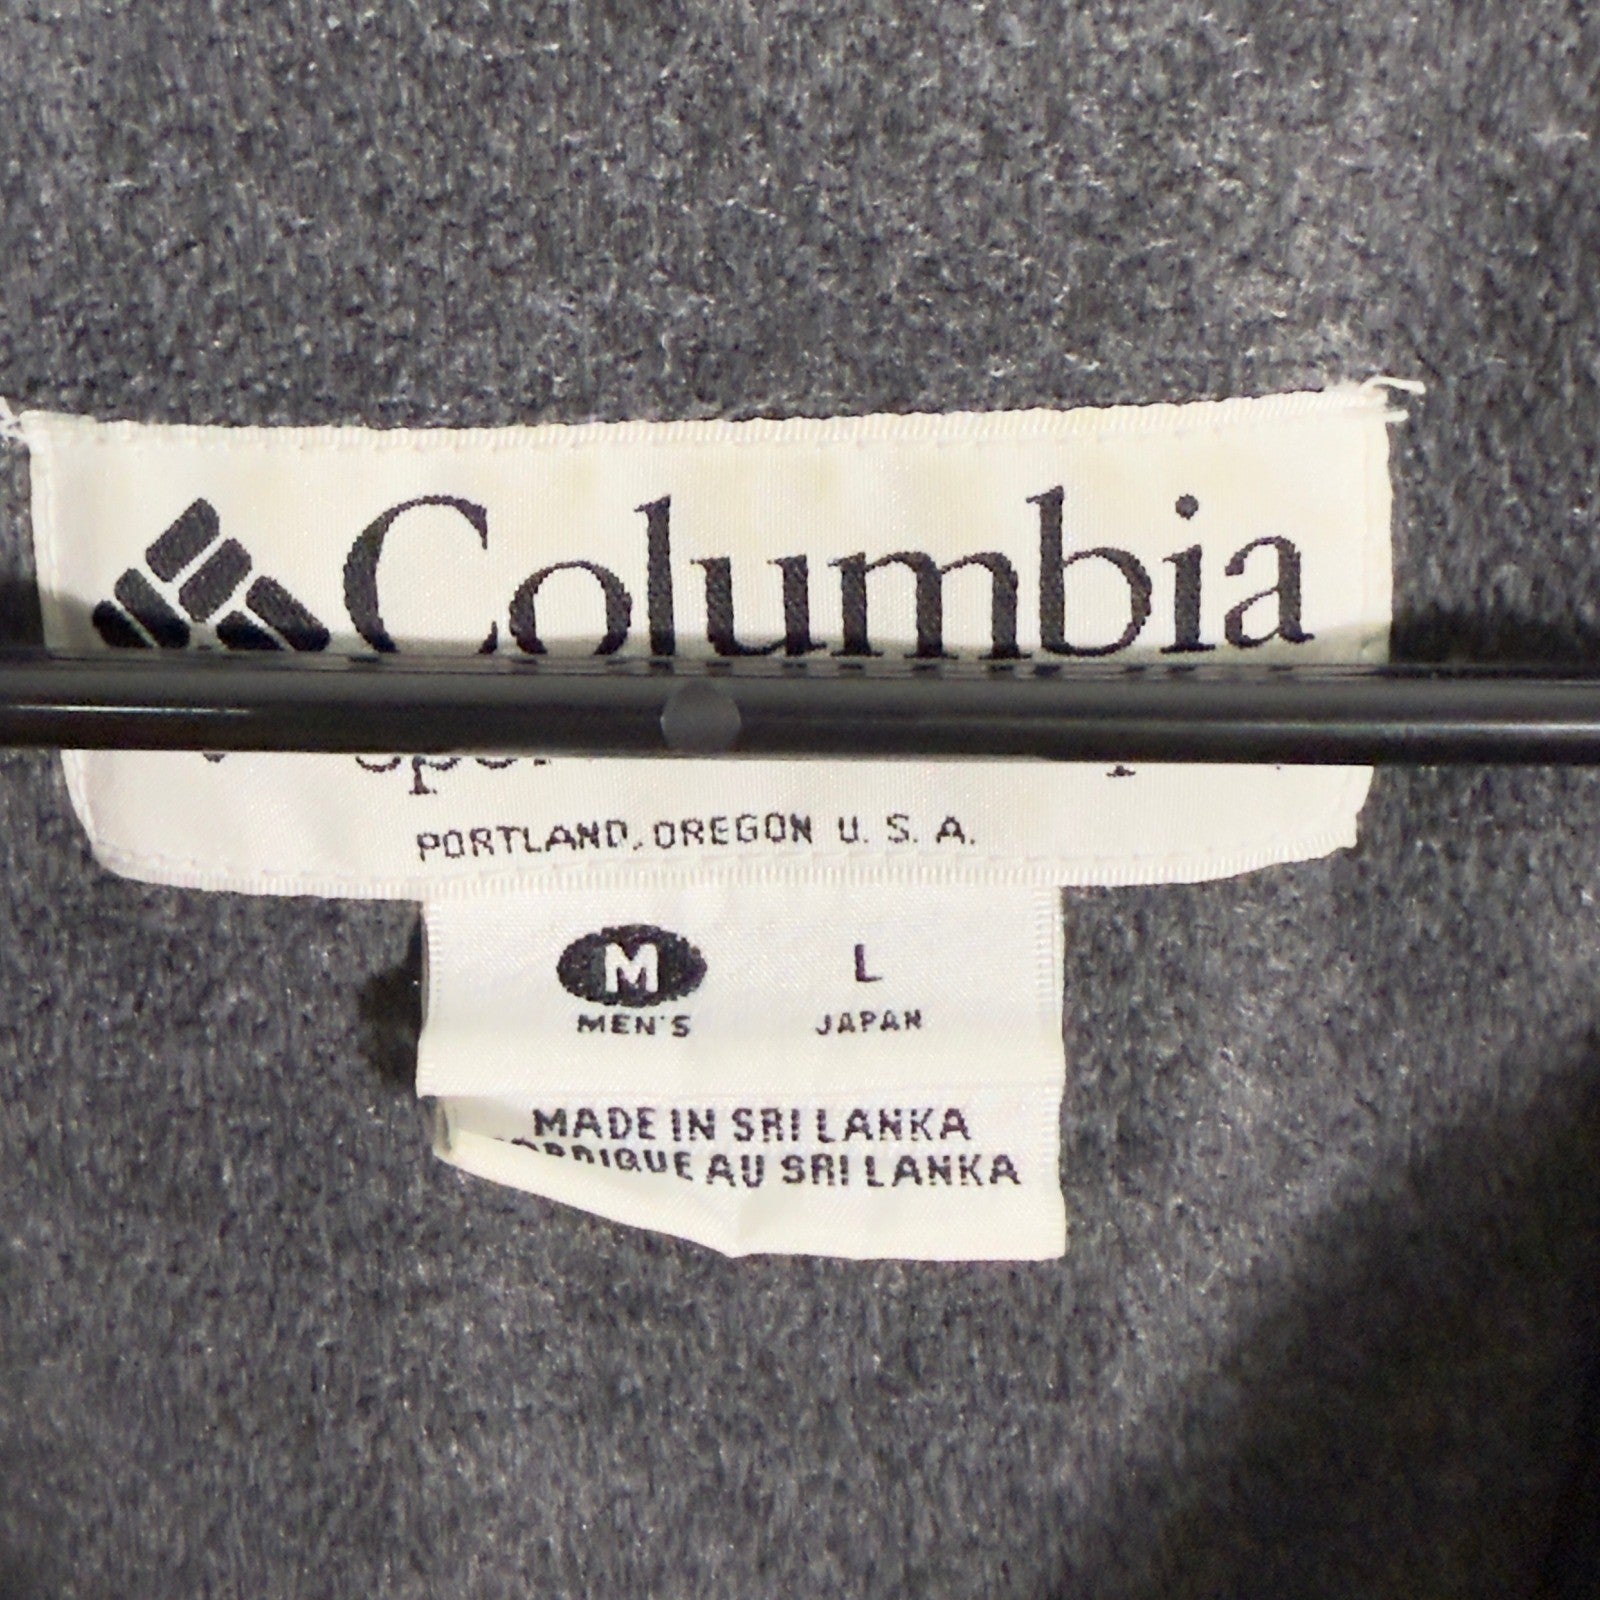 Columbia
PORTLAND, OREGON U. S. A.
M L
MEN'S JAPAN
MADE IN SRI LANKA
AU SRI LANKA